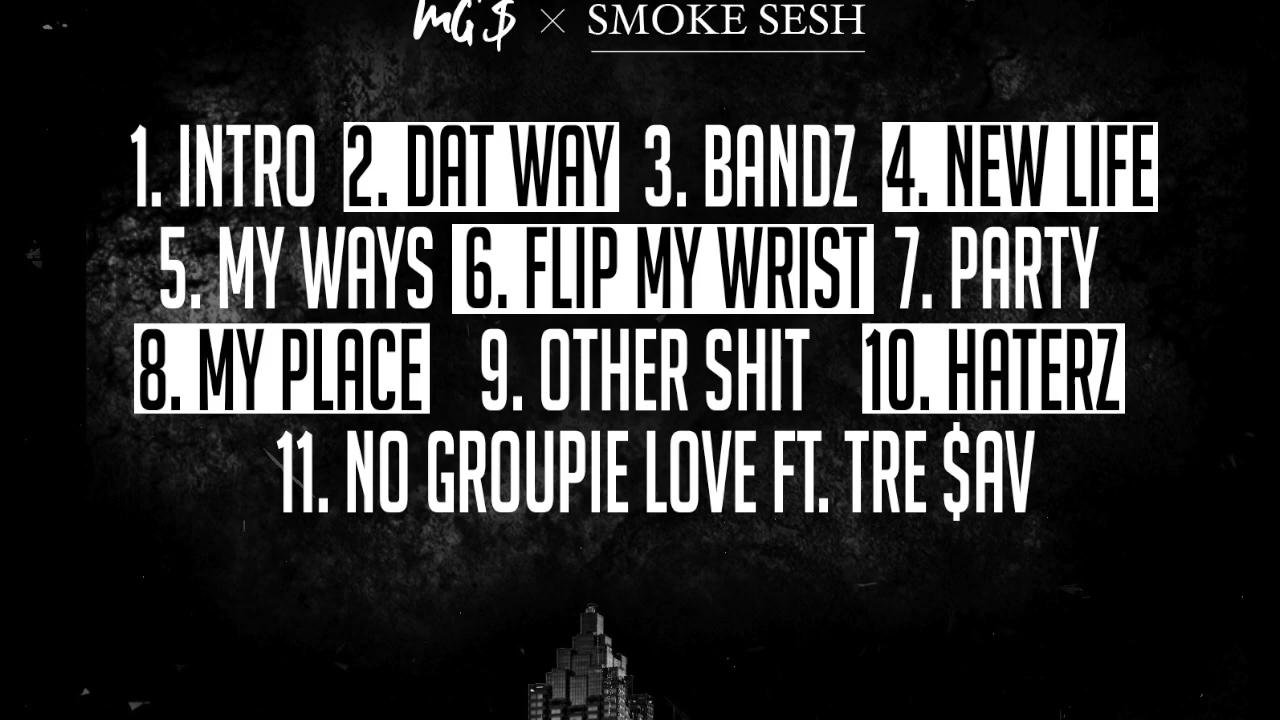 MG$ × SMOKE SESH
1. INTRO 2. DAT WAY 3. BANDZ 4. NEW LIFE
5. MY WAYS 6. FLIP MY WRIST 7. PARTY
8. MY PLACE 9. OTHER SHIT 10. HATERZ
11. NO GROUPIE LOVE FT. TRE $AV